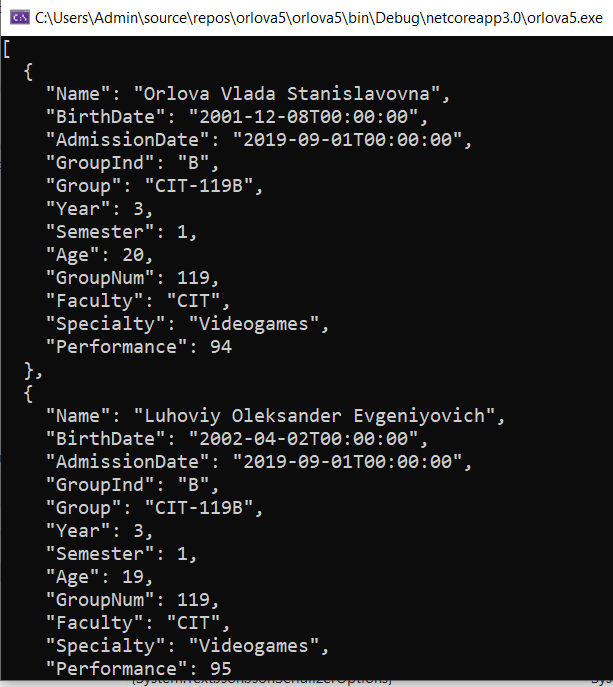 C:\Users\Admin\source\repos\orlova5\orlova5\bin\Debug\netcoreapp3.0\orlova5.exe
[
  {
    "Name": "Orlova Vlada Stanislavovna",
    "BirthDate": "2001-12-08T00:00:00",
    "AdmissionDate": "2019-09-01T00:00:00",
    "GroupInd": "B",
    "Group": "CIT-119B",
    "Year": 3,
    "Semester": 1,
    "Age": 20,
    "GroupNum": 119,
    "Faculty": "CIT",
    "Specialty": "Videogames",
    "Performance": 94
  },
  {
    "Name": "Luhoviy Oleksander Evgeniyovich",
    "BirthDate": "2002-04-02T00:00:00",
    "AdmissionDate": "2019-09-01T00:00:00",
    "GroupInd": "B",
    "Group": "CIT-119B",
    "Year": 3,
    "Semester": 1,
    "Age": 19,
    "GroupNum": 119,
    "Faculty": "CIT",
    "Specialty": "Videogames",
    "Performance": 95